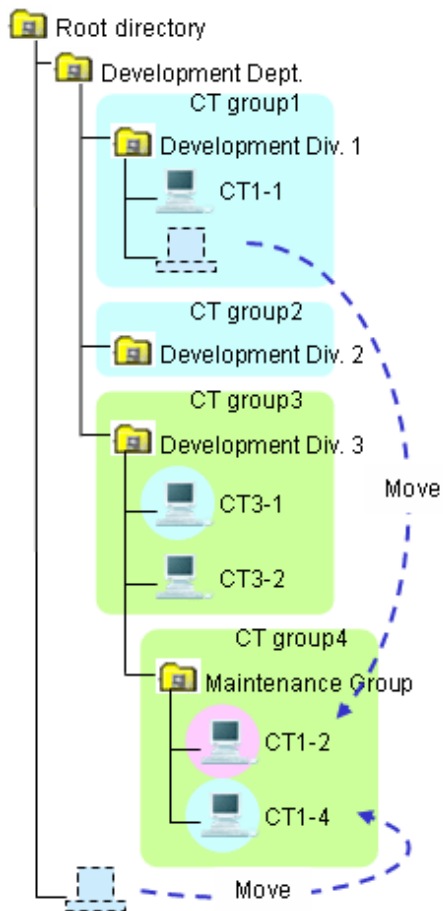 Root directory
Development Dept.
CT group1
Development Div. 1
CT1-1
CT group2
Development Div. 2
CT group3
Development Div. 3
Move
CT3-1
CT3-2
CT group4
Maintenance Group
CT1-2
CT1-4
Move